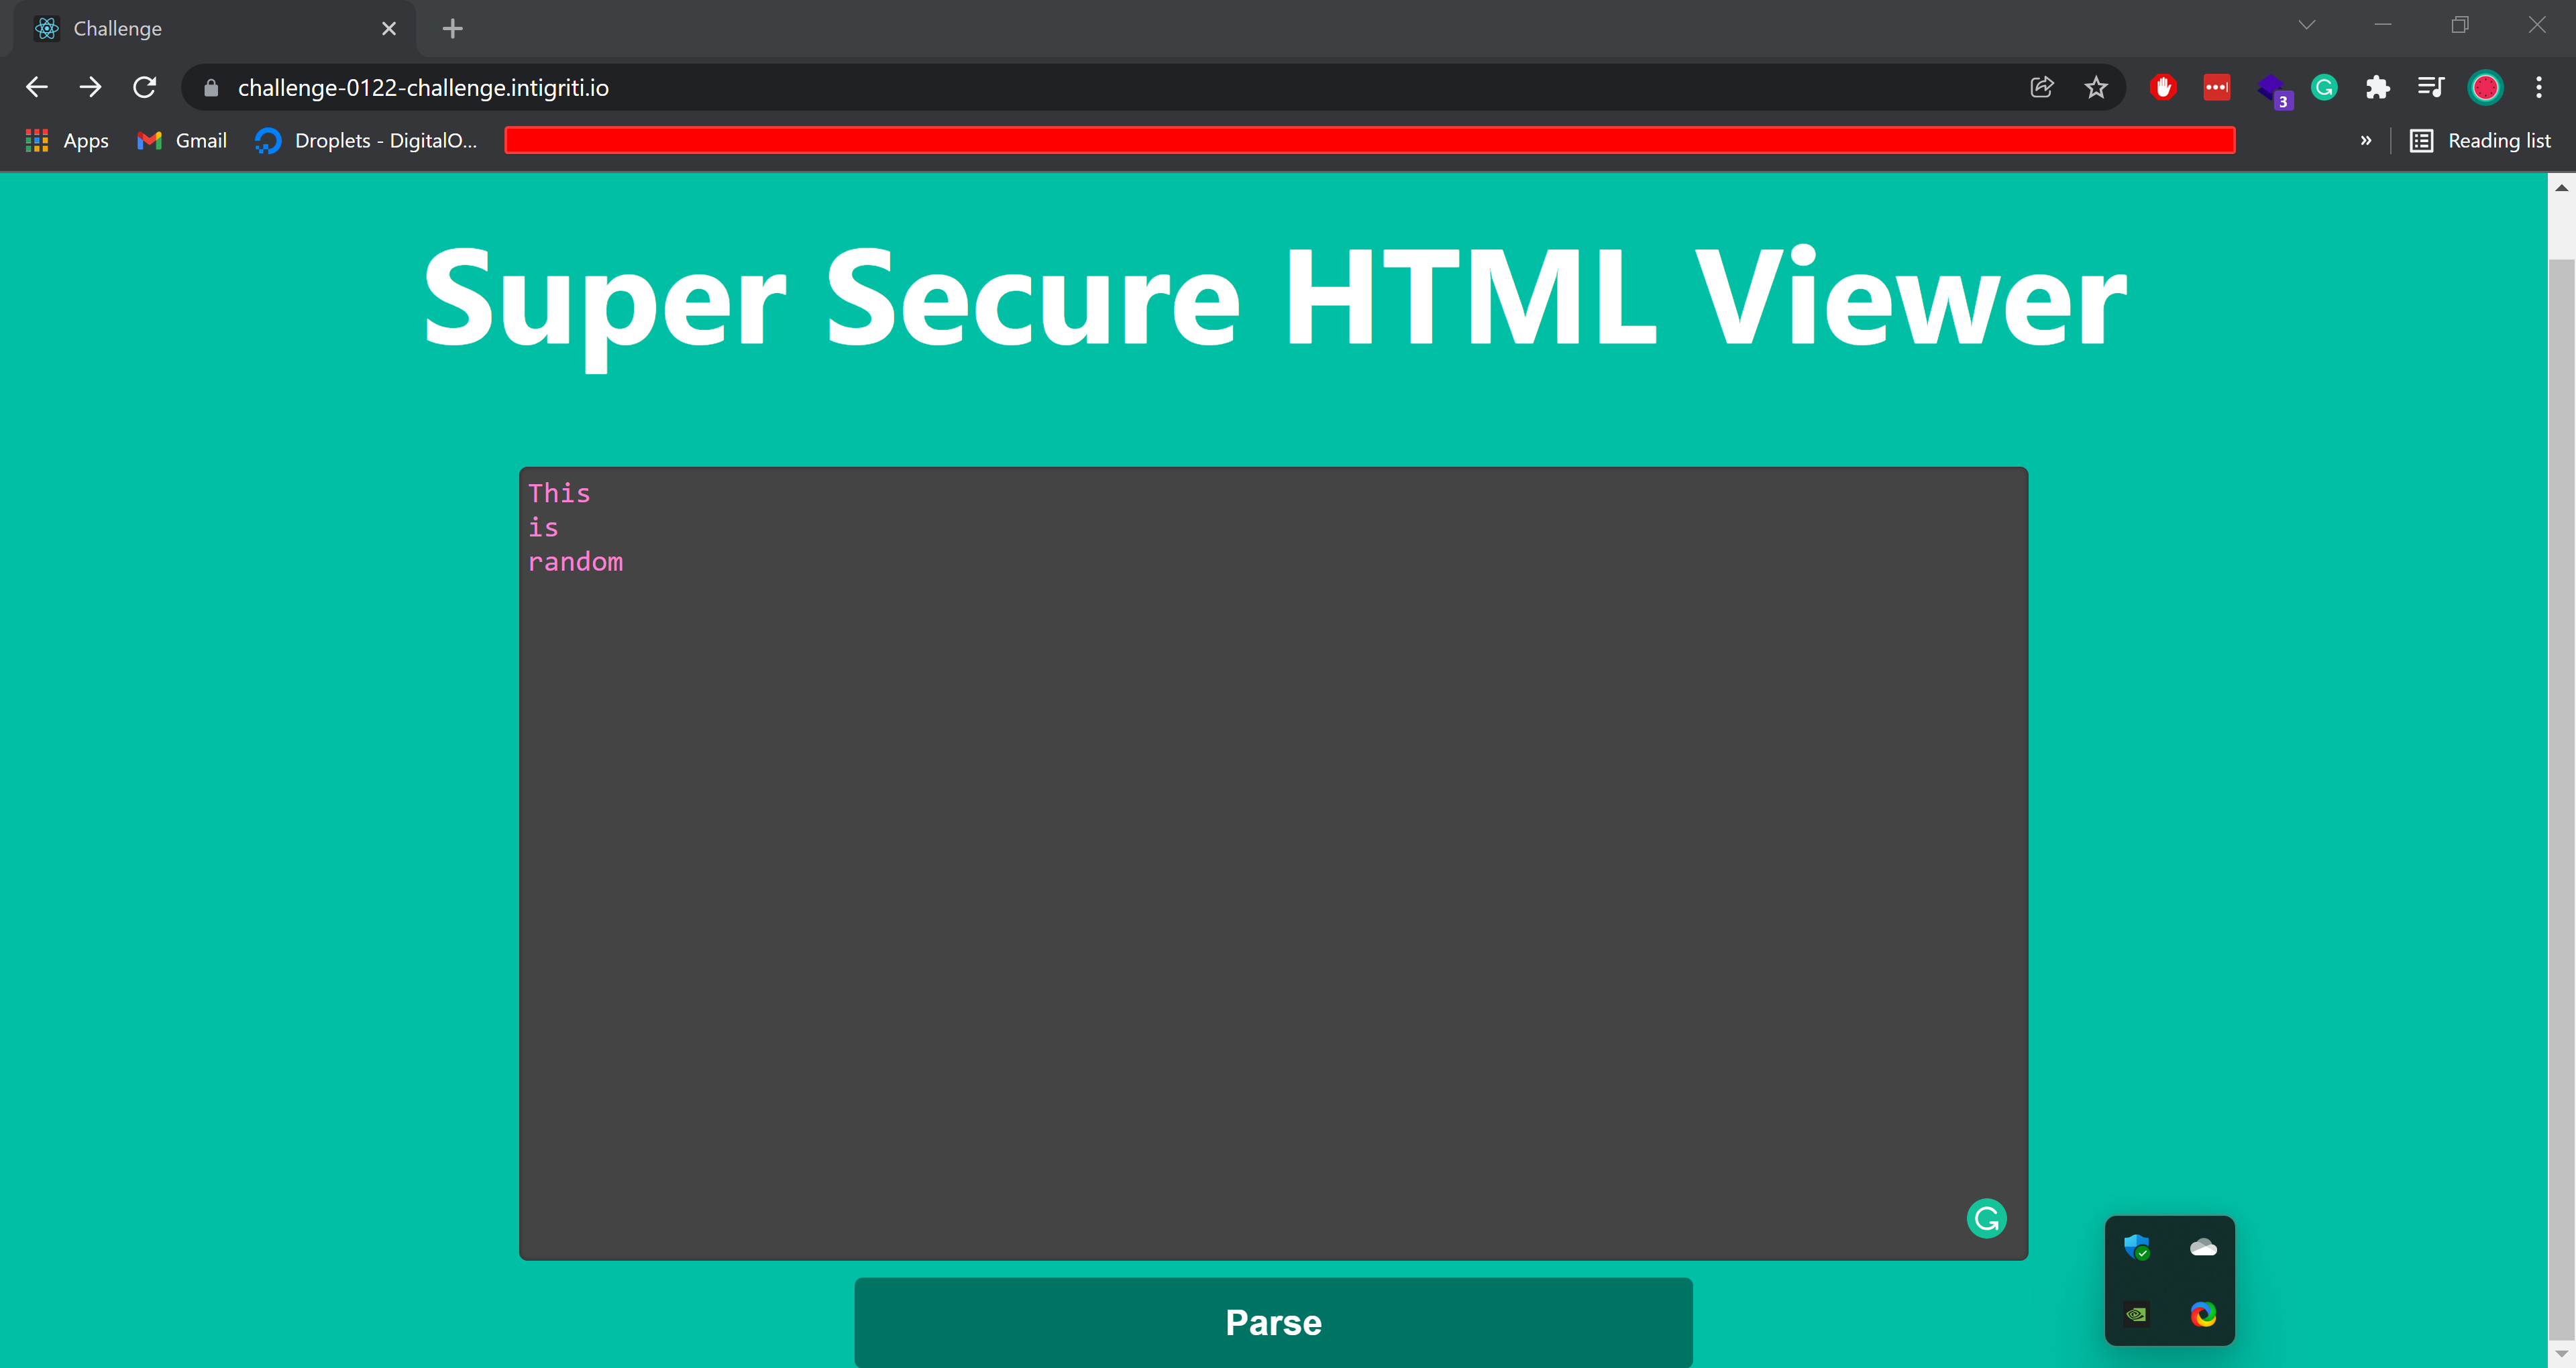 Challenge
challenge-0122-challenge.intigriti.io
3
Apps
Gmail
Droplets - DigitalO...
»
Reading list
Super Secure HTML Viewer
This
is
random
Parse